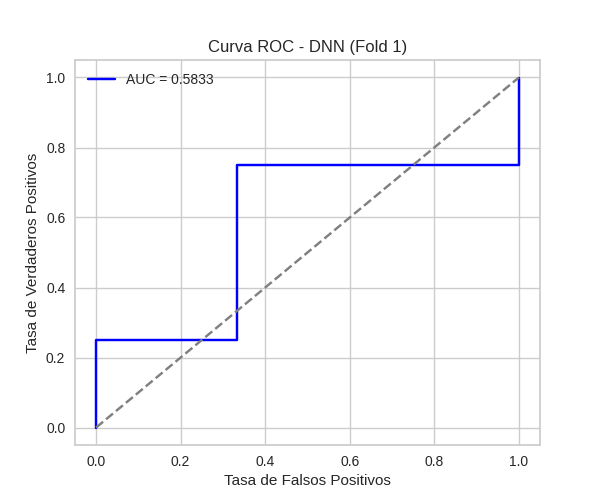 Curva ROC - DNN (Fold 1)
AUC = 0.5833
1.0
0.8
0.6
0.4
0.2
0.0
Tasa de Verdaderos Positivos
0.0 0.2 0.4 0.6 0.8 1.0
Tasa de Falsos Positivos